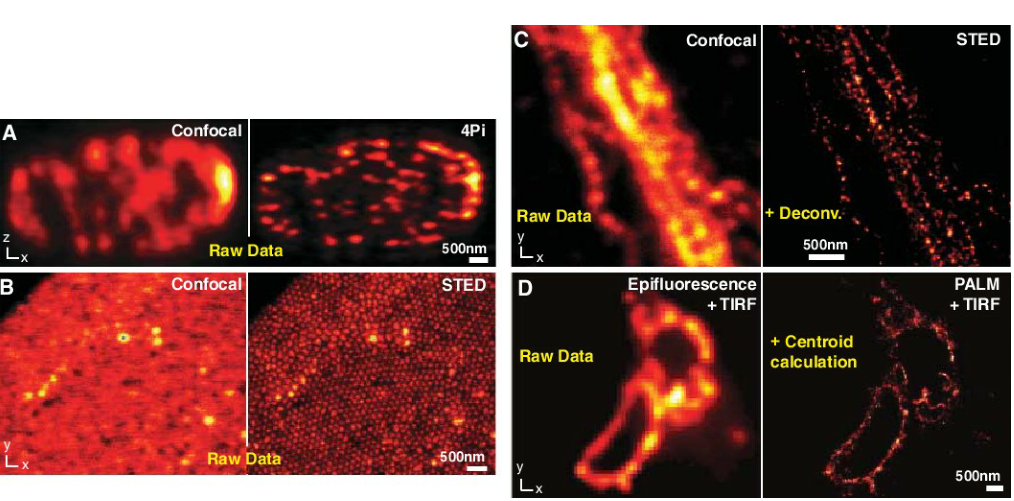 A
Confocal
4Pi
z
x
Raw Data
500nm
B
Confocal
STED
y
x
Raw Data
500nm
C
Confocal
STED
Raw Data
+ Deconv.
y
x
500nm
D
Epifluorescence
+ TIRF
PALM
+ TIRF
Raw Data
+ Centroid
calculation
y
x
500nm